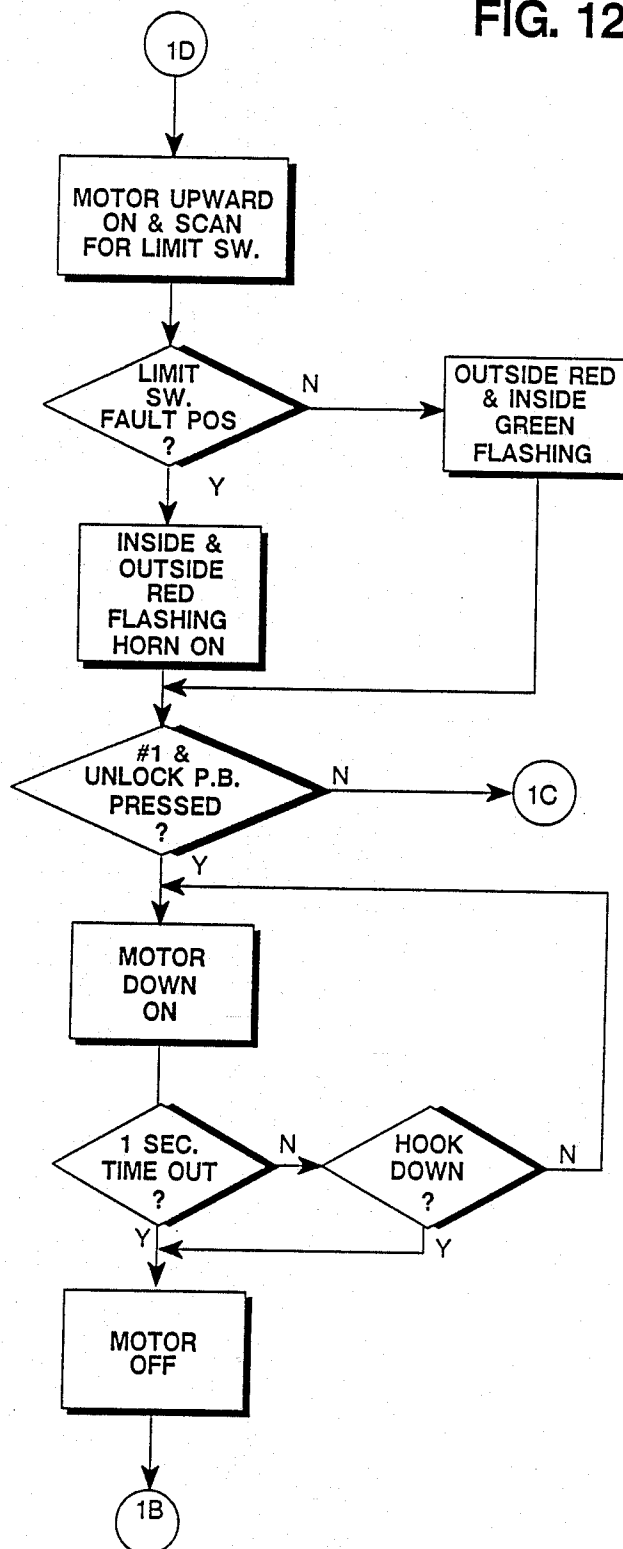 FIG. 12
1D
MOTOR UPWARD
ON & SCAN
FOR LIMIT SW.
LIMIT
SW.
FAULT POS
?
N
Y
OUTSIDE RED
& INSIDE
GREEN
FLASHING
INSIDE &
OUTSIDE
RED
FLASHING
HORN ON
#1 &
UNLOCK P.B.
PRESSED
?
N
1C
Y
MOTOR
DOWN
ON
1 SEC.
TIME OUT
?
N
Y
HOOK
DOWN
?
N
Y
MOTOR
OFF
1B